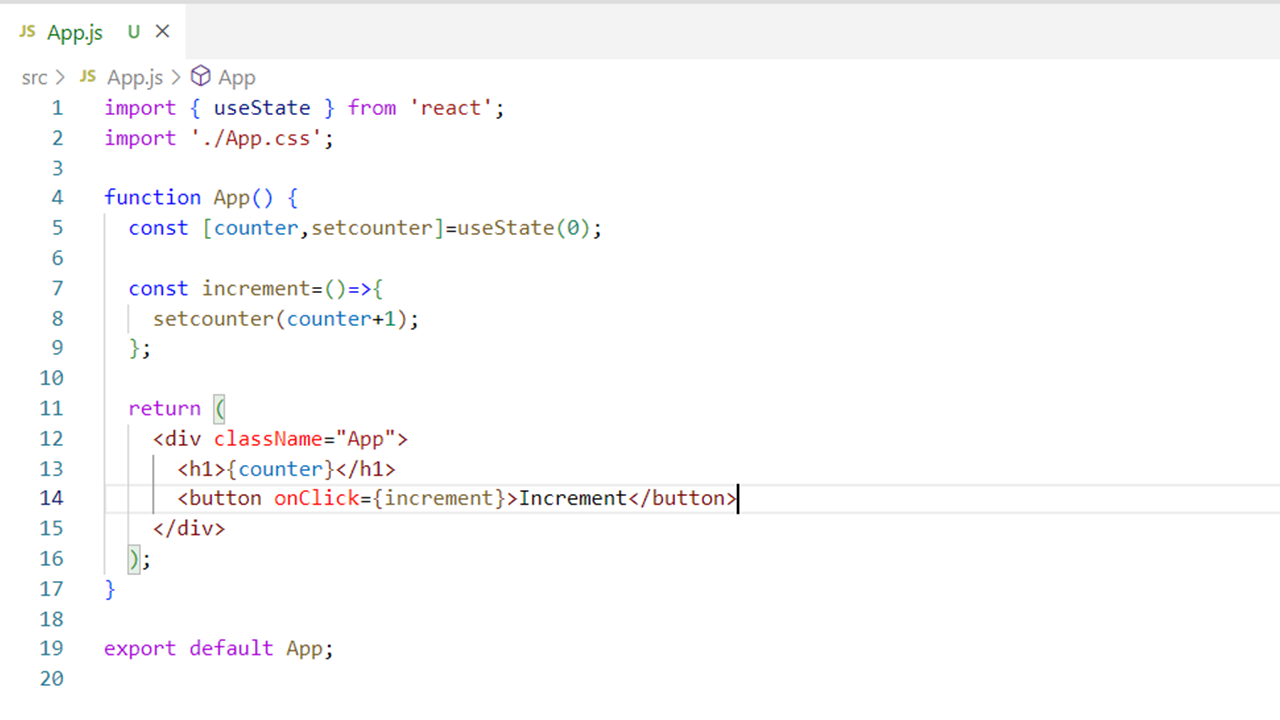 JS App.js U
src > JS App.js > App
1 import { useState } from 'react';
2 import './App.css';
3
4 function App() {
5 const [counter,setcounter]=useState(0);
6
7 const increment=()=>{
8 setcounter(counter+1);
9 };
10
11 return (
12 <div className="App">
13 <h1>{counter}</h1>
14 <button onClick={increment}>Increment</button>
15 </div>
16 );
17 }
18
19 export default App;
20